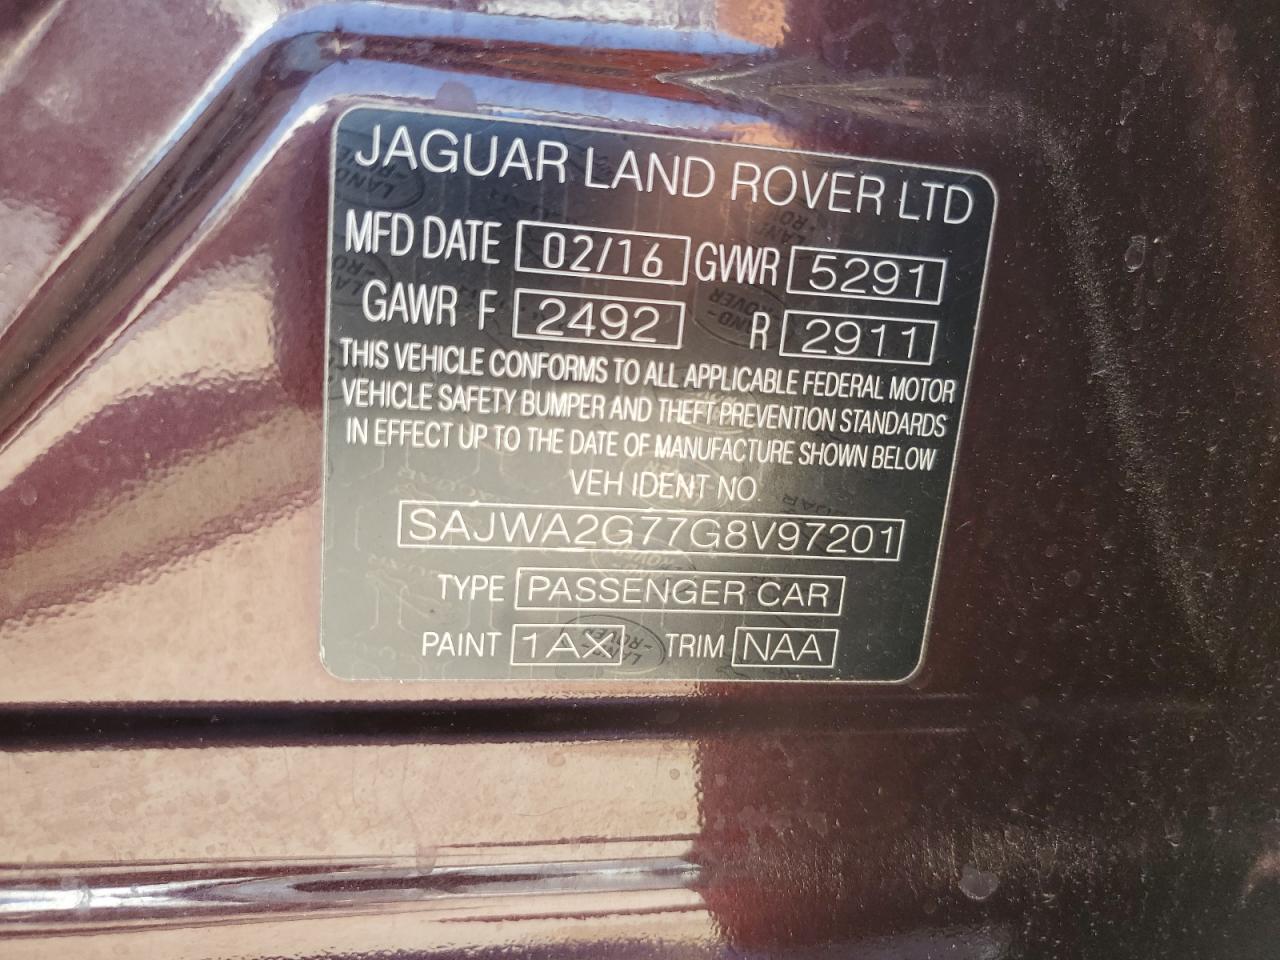 JAGUAR LAND ROVER LTD
MFD DATE 02/16 GVWR 5291
GAWR F 2492 R 2911
THIS VEHICLE CONFORMS TO ALL APPLICABLE FEDERAL MOTOR
VEHICLE SAFETY BUMPER AND THEFT PREVENTION STANDARDS
IN EFFECT UP TO THE DATE OF MANUFACTURE SHOWN BELOW
VEH IDENT NO.
SAJWA2G77G8V97201
TYPE PASSENGER CAR
PAINT 1AX TRIM NAA